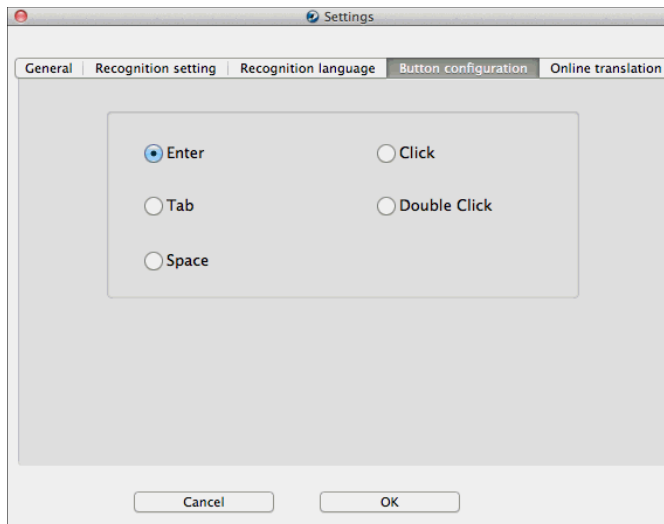 Settings
General Recognition setting Recognition language Button configuration Online translation
Enter Click
Tab Double Click
Space
Cancel OK